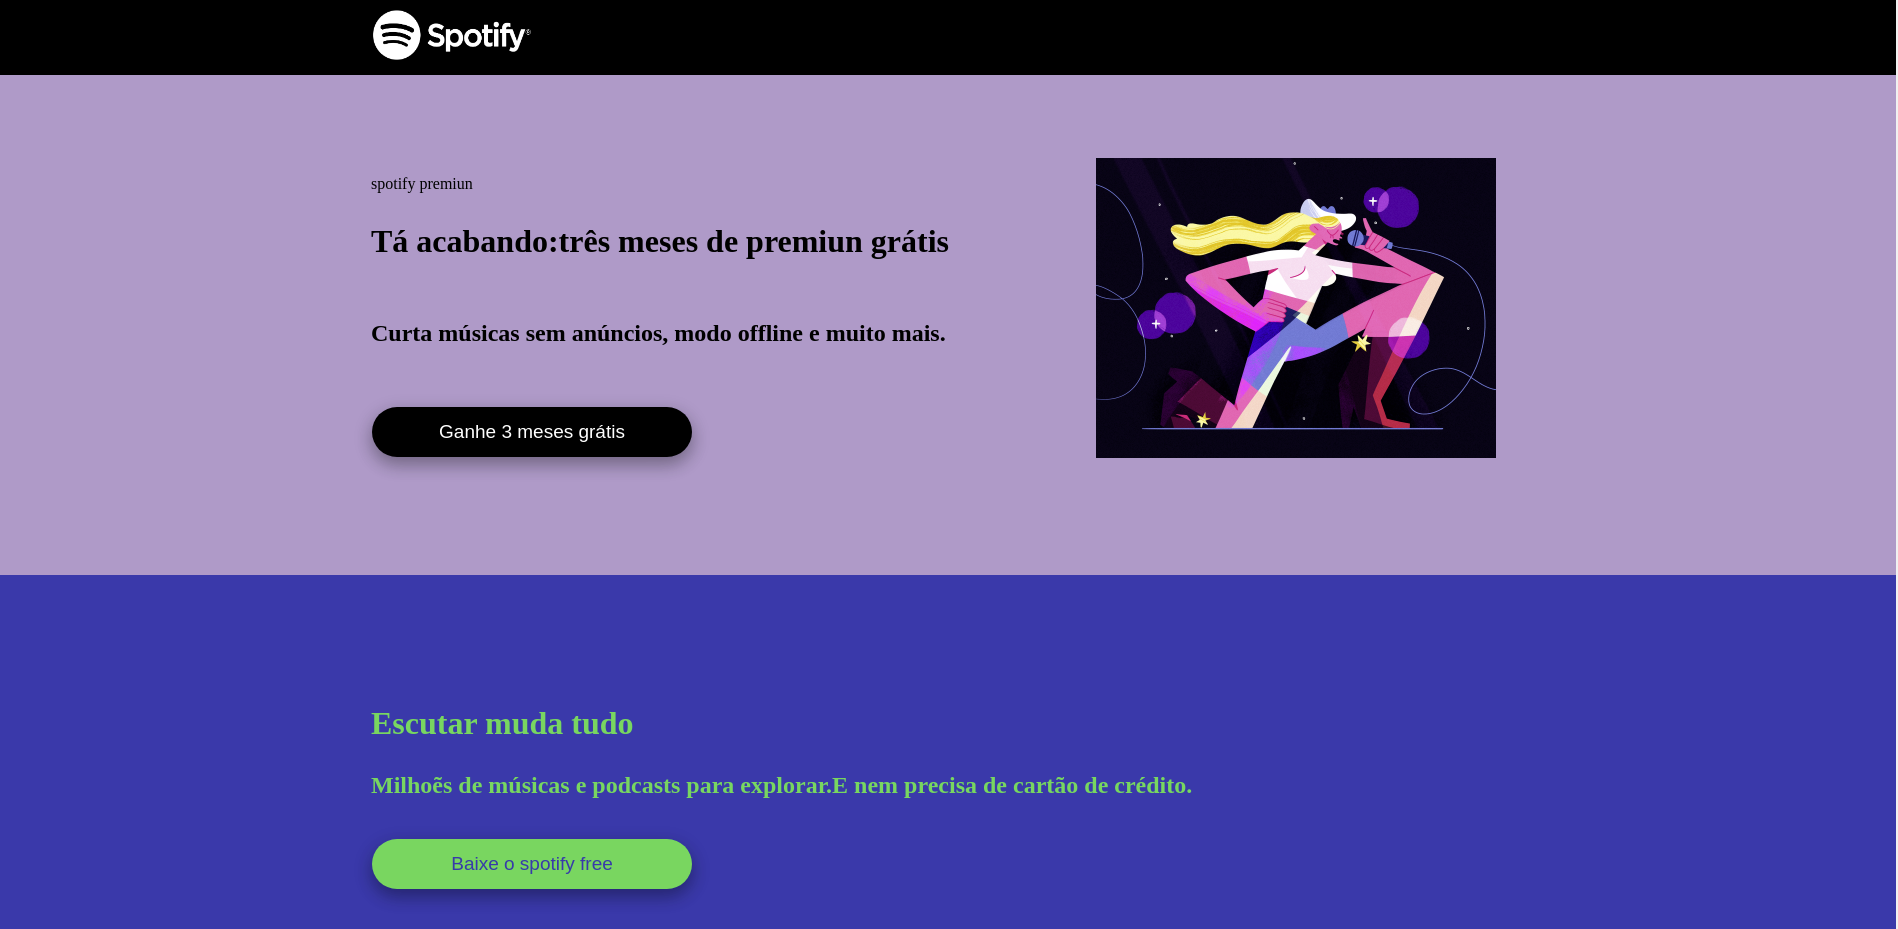 Spotify®
spotify premiun
Tá acabando:três meses de premiun grátis
Curta músicas sem anúncios, modo offline e muito mais.
Ganhe 3 meses grátis
Escutar muda tudo
Milhoẽs de músicas e podcasts para explorar.E nem precisa de cartão de crédito.
Baixe o spotify free